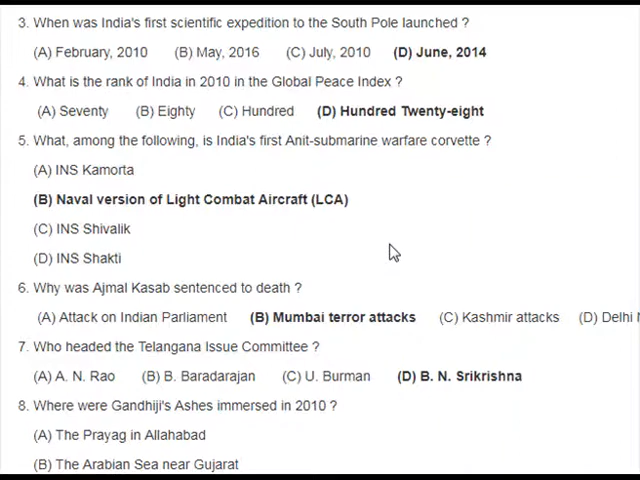 3. When was India's first scientific expedition to the South Pole launched ?
(A) February, 2010 (B) May, 2016 (C) July, 2010 (D) June, 2014
4. What is the rank of India in 2010 in the Global Peace Index ?
(A) Seventy (B) Eighty (C) Hundred (D) Hundred Twenty-eight
5. What, among the following, is India's first Anit-submarine warfare corvette ?
(A) INS Kamorta
(B) Naval version of Light Combat Aircraft (LCA)
(C) INS Shivalik
(D) INS Shakti
6. Why was Ajmal Kasab sentenced to death ?
(A) Attack on Indian Parliament (B) Mumbai terror attacks (C) Kashmir attacks (D) Delhi
7. Who headed the Telangana Issue Committee ?
(A) A. N. Rao (B) B. Baradarajan (C) U. Burman (D) B. N. Srikrishna
8. Where were Gandhiji's Ashes immersed in 2010 ?
(A) The Prayag in Allahabad
(B) The Arabian Sea near Gujarat